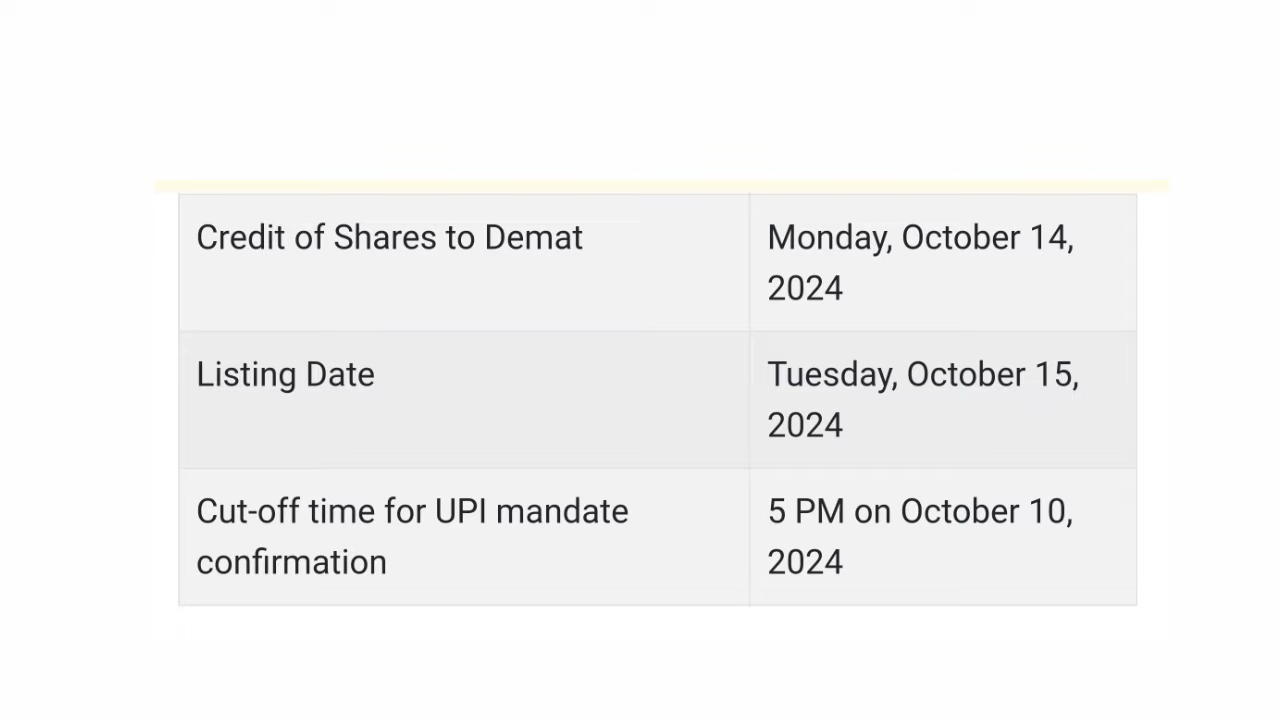 Credit of Shares to Demat
Monday, October 14,
2024
Listing Date
Tuesday, October 15,
2024
Cut-off time for UPI mandate
confirmation
5 PM on October 10,
2024